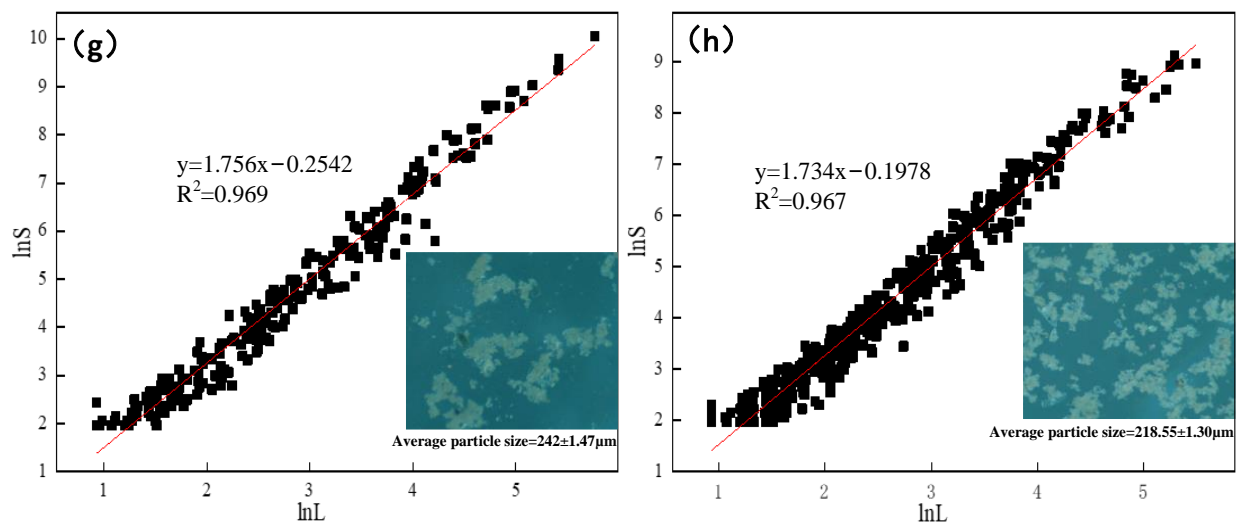 (g)
10
9
8
7
6
5
4
3
2
1
lnS
y=1.756x−0.2542
R²=0.969
Average particle size=242±1.47μm
1 2 3 4 5
lnL
(h)
9
8
7
6
5
4
3
2
1
lnS
y=1.734x−0.1978
R²=0.967
Average particle size=218.55±1.30μm
1 2 3 4 5
lnL